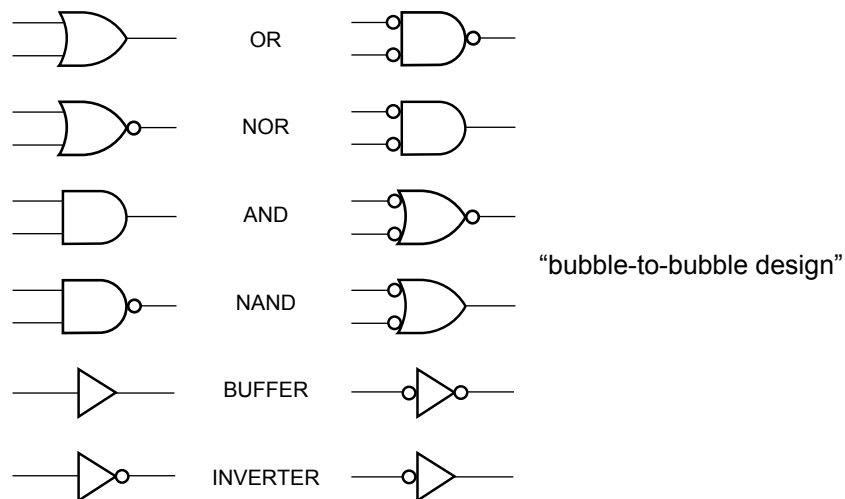 OR
NOR
AND
“bubble-to-bubble design”
NAND
BUFFER
INVERTER